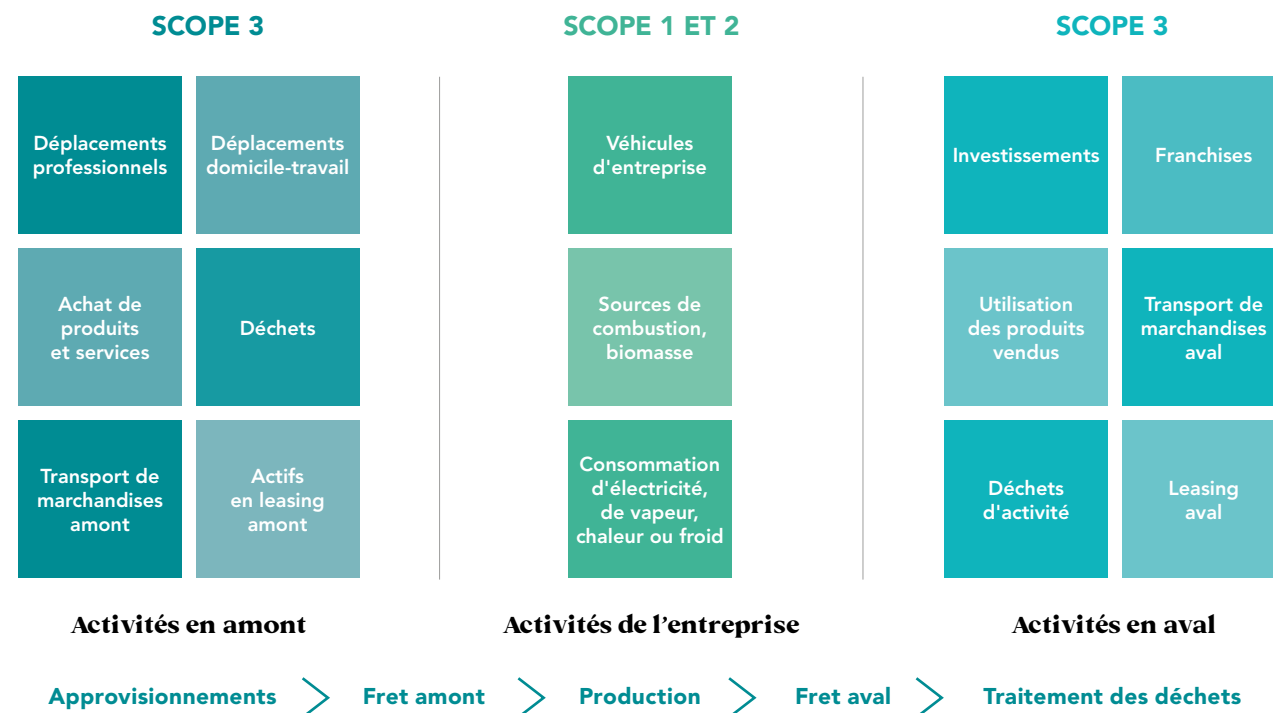 SCOPE 3
SCOPE 1 ET 2
SCOPE 3
Déplacements
professionnels
Déplacements
domicile-travail
Véhicules
d'entreprise
Investissements
Franchises
Achat de
produits
et services
Déchets
Sources de
combustion,
biomasse
Utilisation
des produits
vendus
Transport de
marchandises
aval
Transport de
marchandises
amont
Actifs
en leasing
amont
Consommation
d'électricité,
de vapeur,
chaleur ou froid
Déchets
d'activité
Leasing
aval
Activités en amont
Activités de l'entreprise
Activités en aval
Approvisionnements
Fret amont
Production
Fret aval
Traitement des déchets